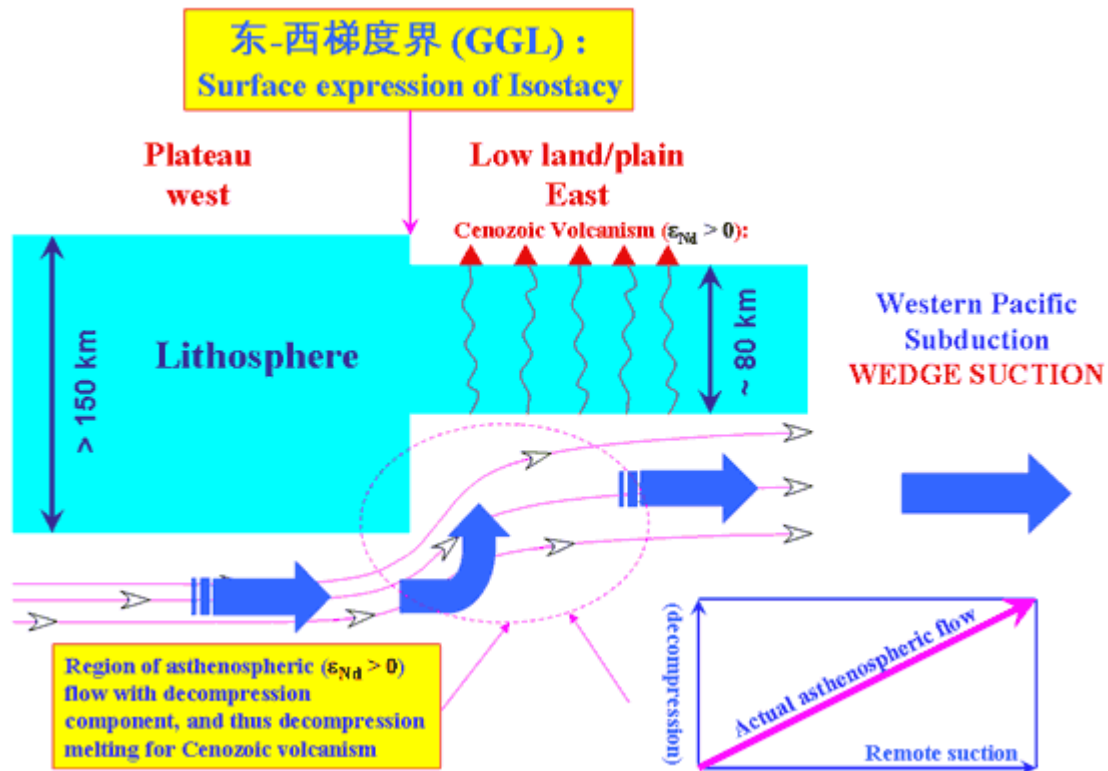 东-西梯度界 (GGL) :
Surface expression of Isostacy
Plateau
west
Low land/plain
East
Cenozoic Volcanism (εNd > 0):
> 150 km
Lithosphere
~ 80 km
Western Pacific
Subduction
WEDGE SUCTION
Region of asthenospheric (εNd > 0)
flow with decompression
component, and thus decompression
melting for Cenozoic volcanism
(decompression)
Actual asthenospheric flow
Remote suction